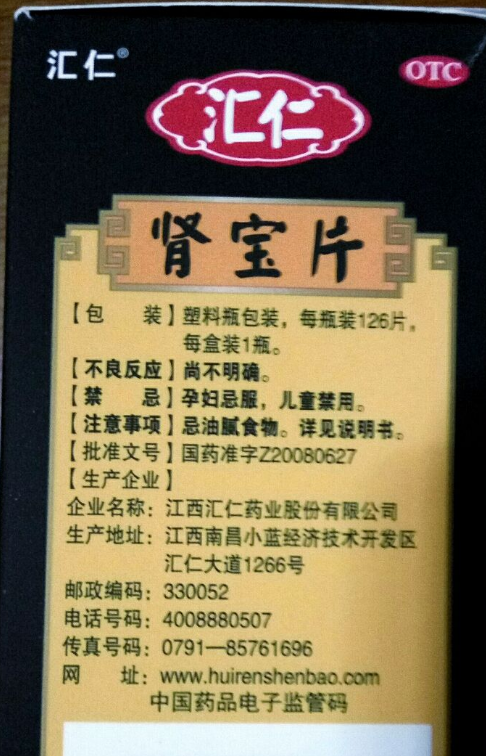 汇仁®
OTC
汇仁
肾宝片
【包 装】塑料瓶包装，每瓶装126片，
每盒装1瓶。
【不良反应】尚不明确。
【禁 忌】孕妇忌服，儿童禁用。
【注意事项】忌油腻食物。详见说明书。
【批准文号】国药准字Z20080627
【生产企业】
企业名称：江西汇仁药业股份有限公司
生产地址：江西南昌小蓝经济技术开发区
汇仁大道1266号
邮政编码：330052
电话号码：4008880507
传真号码：0791—85761696
网 址：www.huirenshenbao.com
中国药品电子监管码